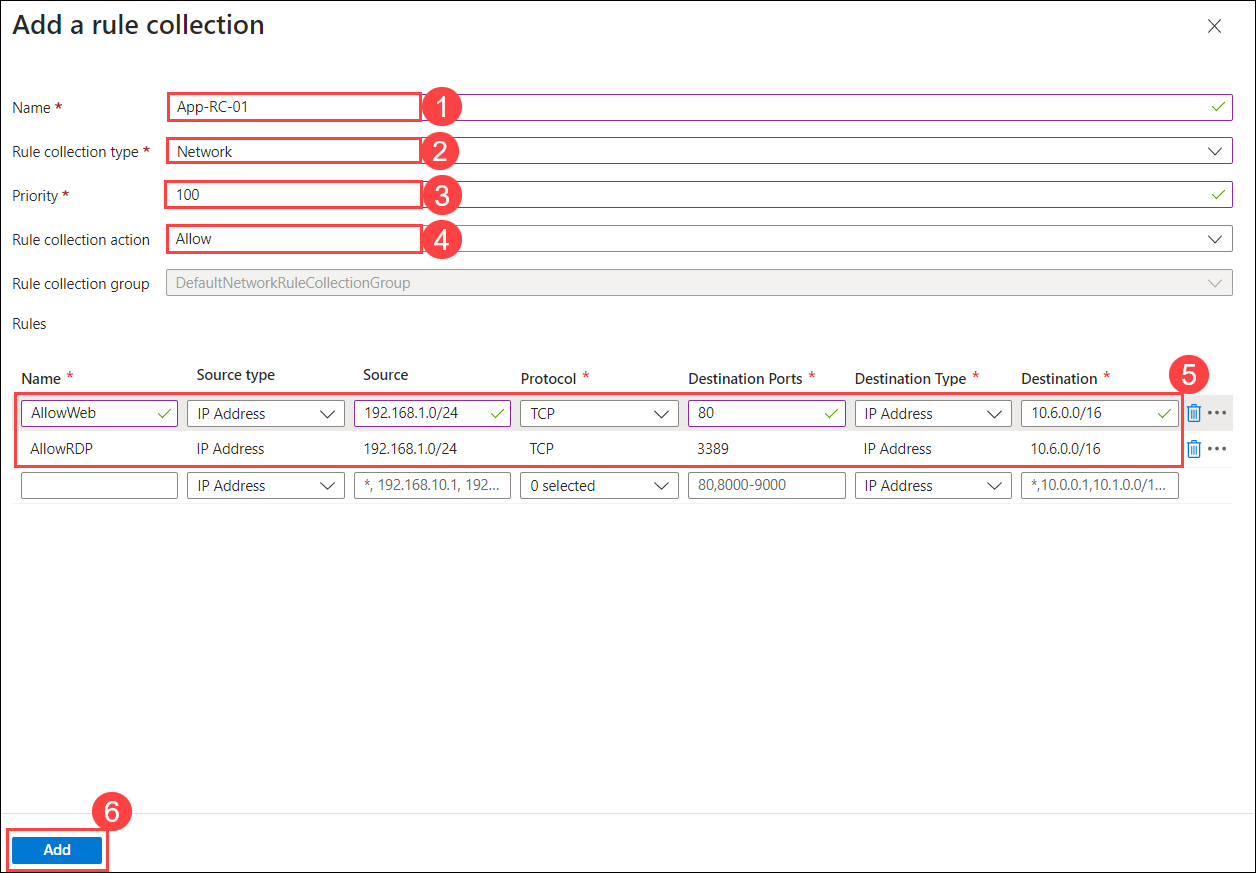 Add a rule collection
Name * App-RC-01 1
Rule collection type * Network 2
Priority * 100 3
Rule collection action Allow 4
Rule collection group DefaultNetworkRuleCollectionGroup
Rules
Name * Source type Source Protocol * Destination Ports * Destination Type * Destination * 5
AllowWeb IP Address 192.168.1.0/24 TCP 80 IP Address 10.6.0.0/16
AllowRDP IP Address 192.168.1.0/24 TCP 3389 IP Address 10.6.0.0/16
IP Address *, 192.168.10.1, 192... 0 selected 80,8000-9000 IP Address *,10.0.0.1,10.1.0.0/1...
6
Add